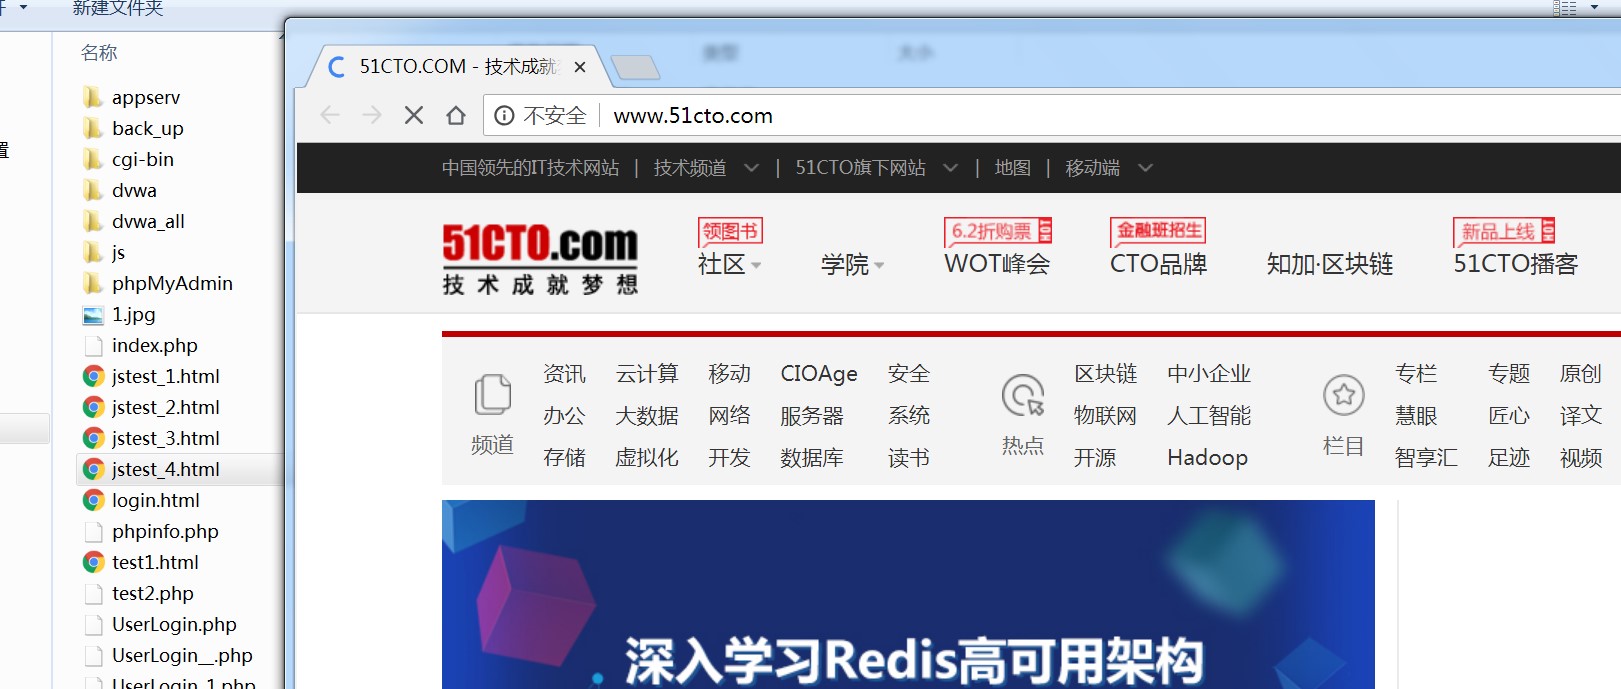 新建文件夹
名称
appserv
back_up
cgi-bin
dvwa
dvwa_all
js
phpMyAdmin
1.jpg
index.php
jstest_1.html
jstest_2.html
jstest_3.html
jstest_4.html
login.html
phpinfo.php
test1.html
test2.php
UserLogin.php
UserLogin__.php
UserLogin_1.php
置
类型 大小
51CTO.COM - 技术成就
不安全 www.51cto.com
中国领先的IT技术网站 | 技术频道 | 51CTO旗下网站 | 地图 | 移动端
51CTO.com
技术成就梦想
领图书 6.2折购票 HOT 金融班招生 新品上线 HOT
社区 学院 WOT峰会 CTO品牌 知加·区块链 51CTO播客
频道
资讯 云计算 移动 CIOAge 安全
办公 大数据 网络 服务器 系统
存储 虚拟化 开发 数据库 读书
热点
区块链 中小企业
物联网 人工智能
开源 Hadoop
栏目
专栏 专题 原创
慧眼 匠心 译文
智享汇 足迹 视频
深入学习Redis高可用架构